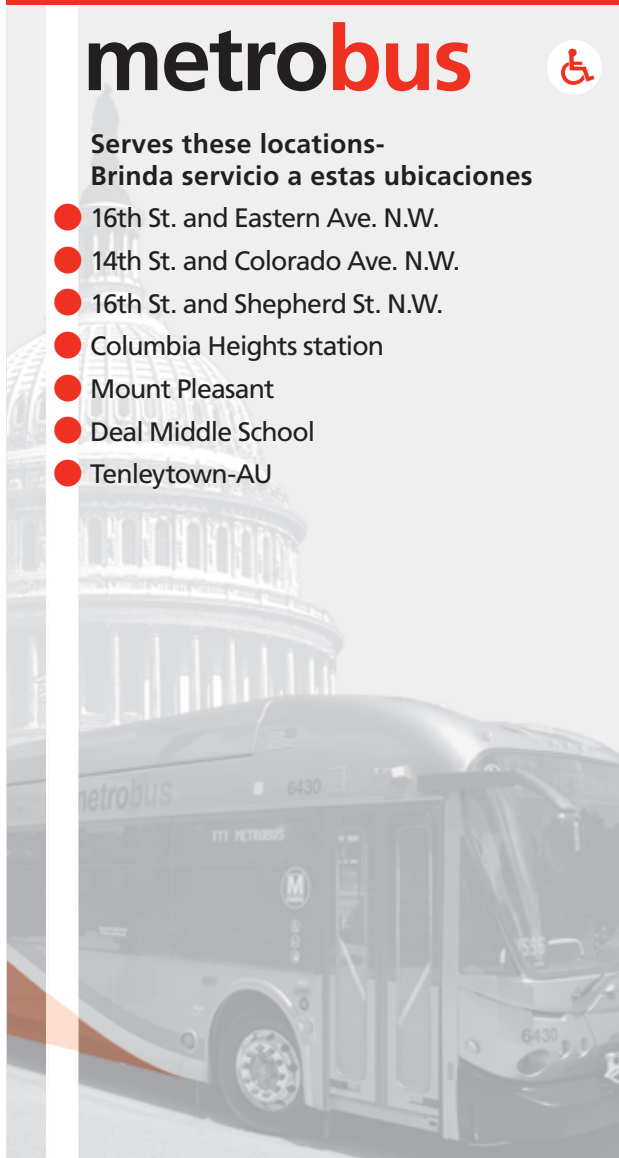 metrobus
Serves these locations-
Brinda servicio a estas ubicaciones
16th St. and Eastern Ave. N.W.
14th St. and Colorado Ave. N.W.
16th St. and Shepherd St. N.W.
Columbia Heights station
Mount Pleasant
Deal Middle School
Tenleytown-AU
metrobus
6430
TTT METROBUS
M
6430